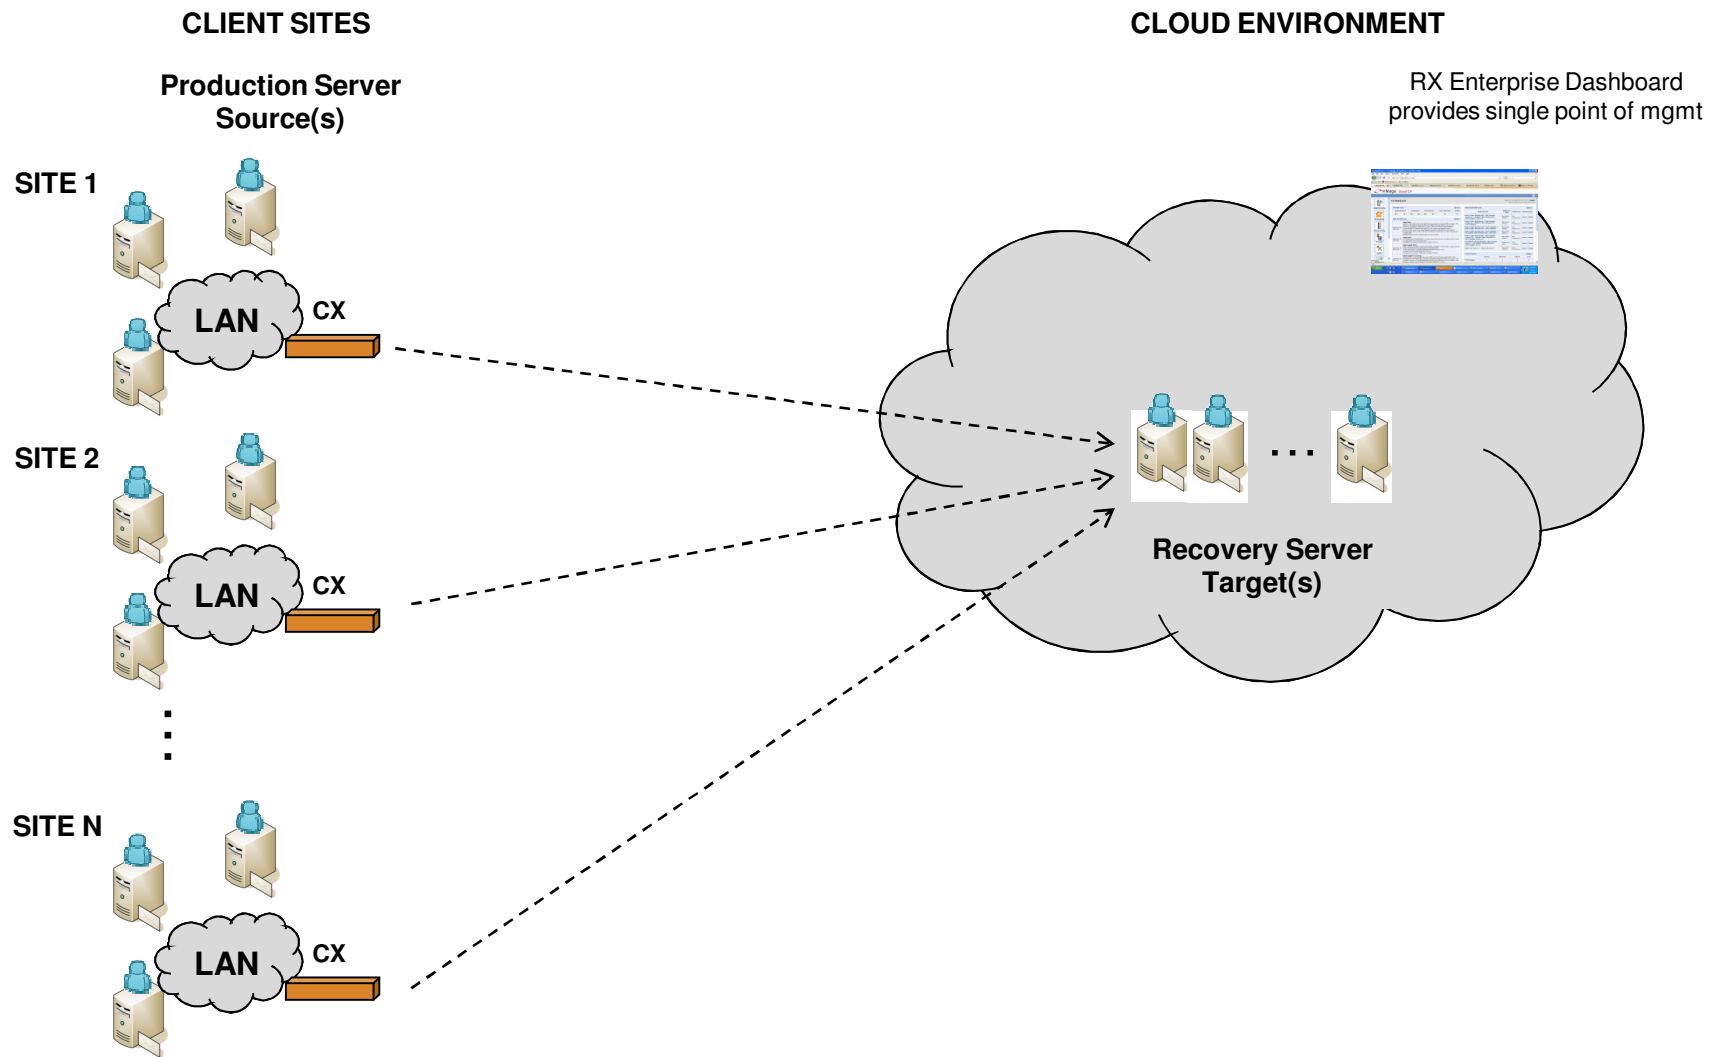 CLIENT SITES
CLOUD ENVIRONMENT
Production Server
Source(s)
RX Enterprise Dashboard
provides single point of mgmt
SITE 1
LAN
CX
SITE 2
LAN
CX
Recovery Server
Target(s)
SITE N
LAN
CX